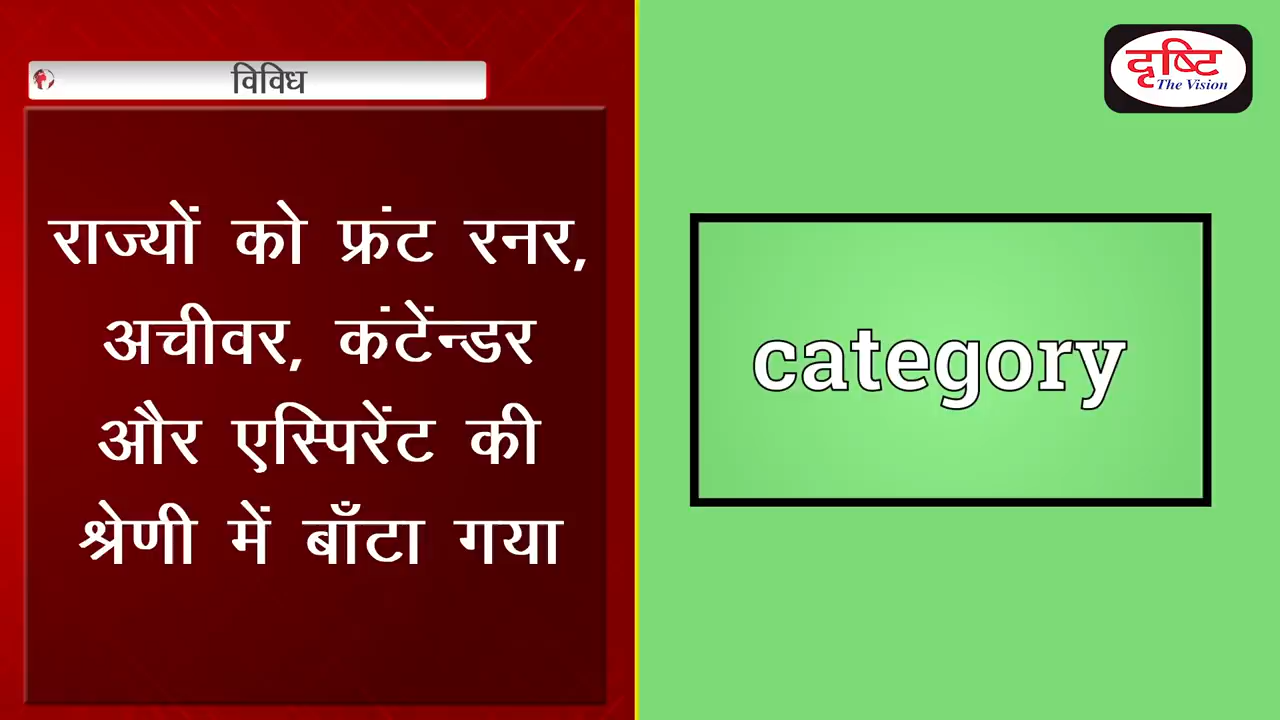 विविध
राज्यों को फ्रंट रनर,
अचीवर, कंटेंन्डर
और एस्पिरेंट की
श्रेणी में बाँटा गया
दृष्टि
The Vision
category